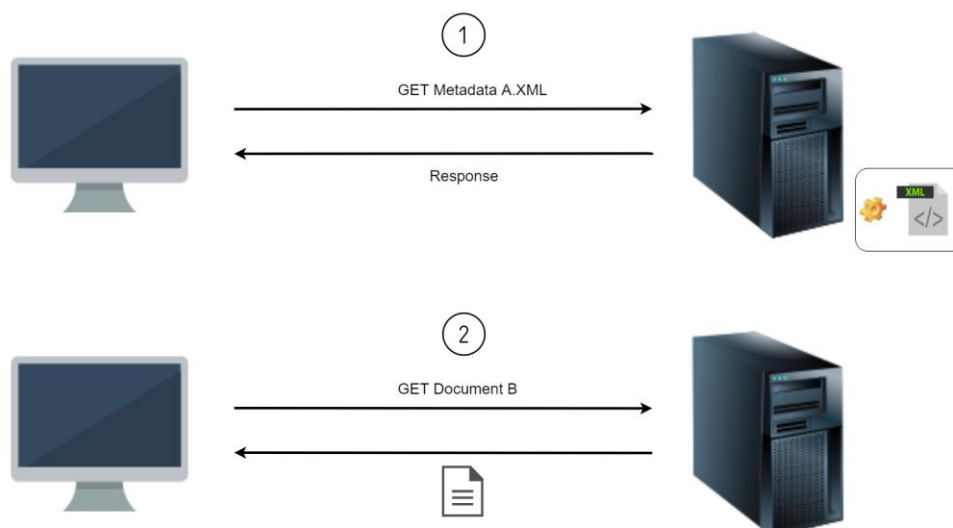 1
GET Metadata A.XML
Response
XML
</>
2
GET Document B